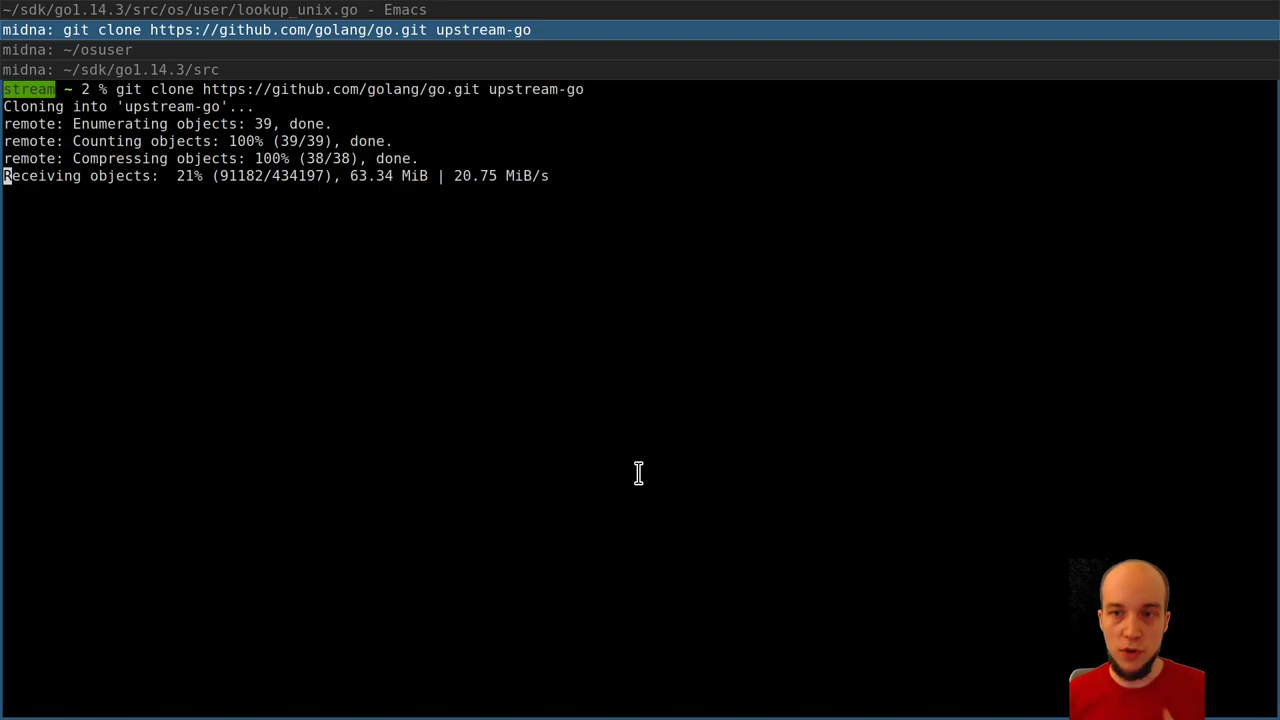 ~/sdk/go1.14.3/src/os/user/lookup_unix.go - Emacs
midna: git clone https://github.com/golang/go.git upstream-go
midna: ~/osuser
midna: ~/sdk/go1.14.3/src
stream ~ 2 % git clone https://github.com/golang/go.git upstream-go
Cloning into 'upstream-go'...
remote: Enumerating objects: 39, done.
remote: Counting objects: 100% (39/39), done.
remote: Compressing objects: 100% (38/38), done.
Receiving objects:  21% (91182/434197), 63.34 MiB | 20.75 MiB/s